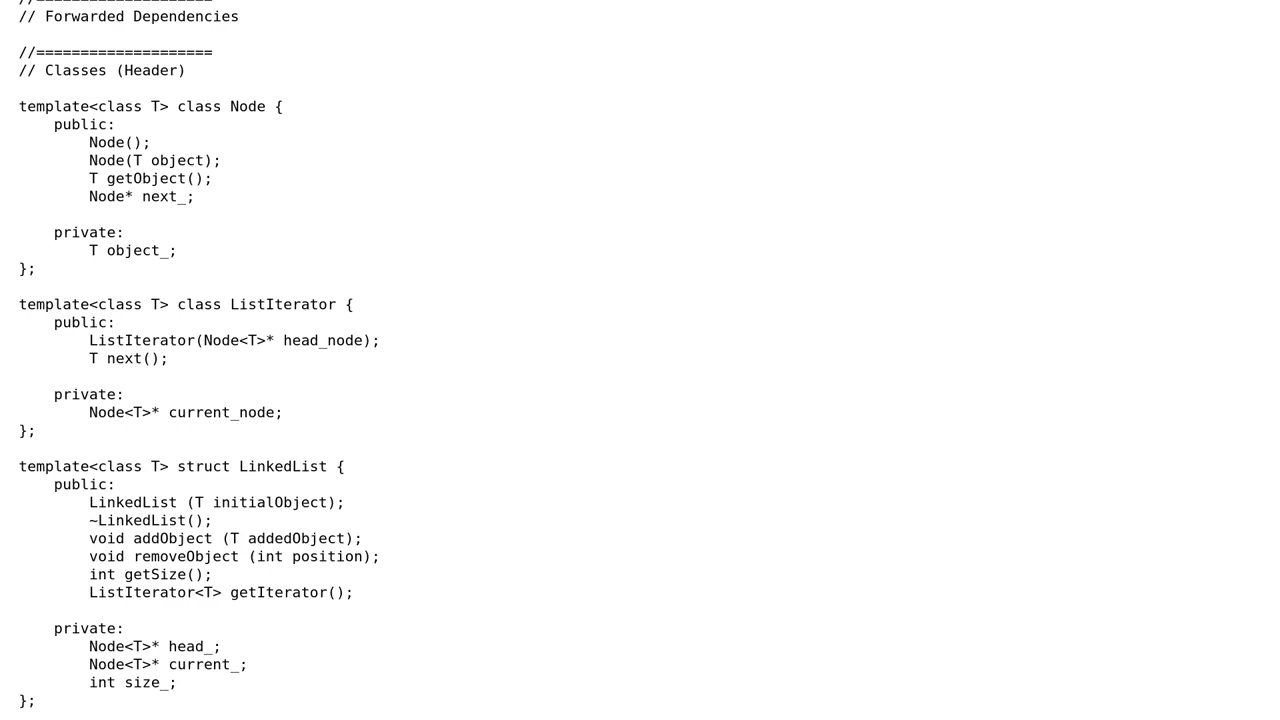 //====================
// Forwarded Dependencies
//====================
// Classes (Header)
template<class T> class Node {
    public:
        Node();
        Node(T object);
        T getObject();
        Node* next_;
    private:
        T object_;
};
template<class T> class ListIterator {
    public:
        ListIterator(Node<T>* head_node);
        T next();
    private:
        Node<T>* current_node;
};
template<class T> struct LinkedList {
    public:
        LinkedList (T initialObject);
        ~LinkedList();
        void addObject (T addedObject);
        void removeObject (int position);
        int getSize();
        ListIterator<T> getIterator();
    private:
        Node<T>* head_;
        Node<T>* current_;
        int size_;
};